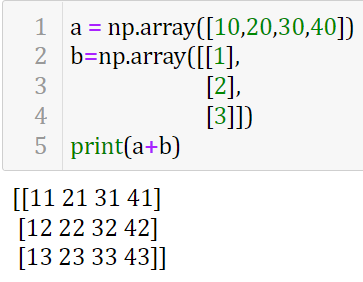 1 a = np.array([10,20,30,40])
2 b=np.array([[1],
3 [2],
4 [3]])
5 print(a+b)
[[11 21 31 41]
[12 22 32 42]
[13 23 33 43]]